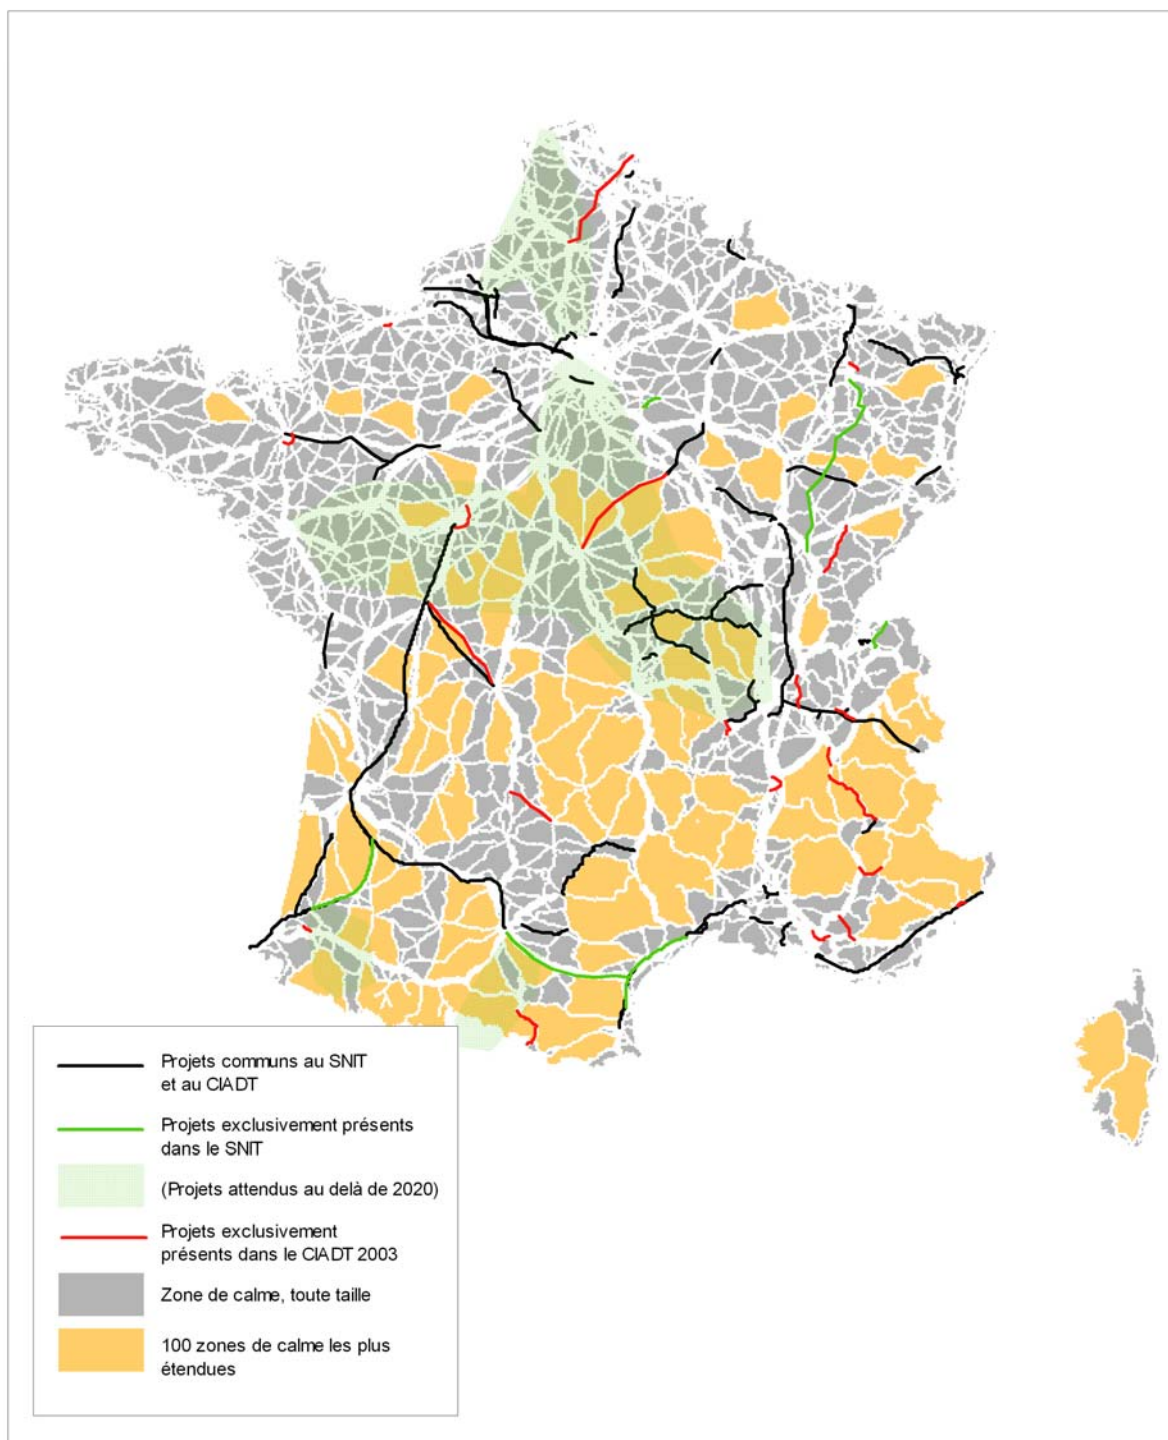 Projets communs au SNIT
et au CIADT
Projets exclusivement présents
dans le SNIT
(Projets attendus au delà de 2020)
Projets exclusivement
présents dans le CIADT 2003
Zone de calme, toute taille
100 zones de calme les plus
étendues